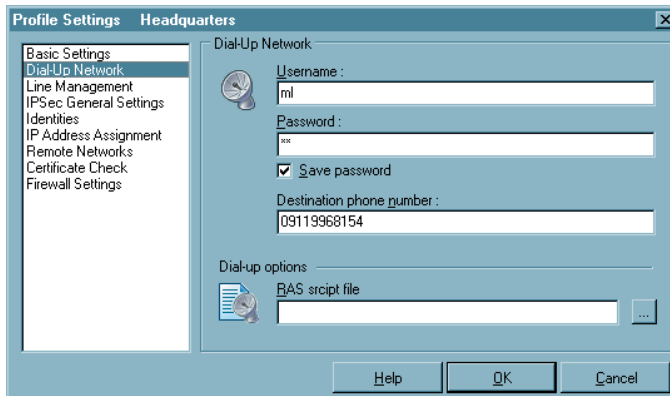 Profile Settings Headquarters
Basic Settings
Dial-Up Network
Line Management
IPSec General Settings
Identities
IP Address Assignment
Remote Networks
Certificate Check
Firewall Settings
Dial-Up Network
Username :
ml
Password :
**
Save password
Destination phone number :
09119968154
Dial-up options
RAS srcipt file
...
Help
OK
Cancel